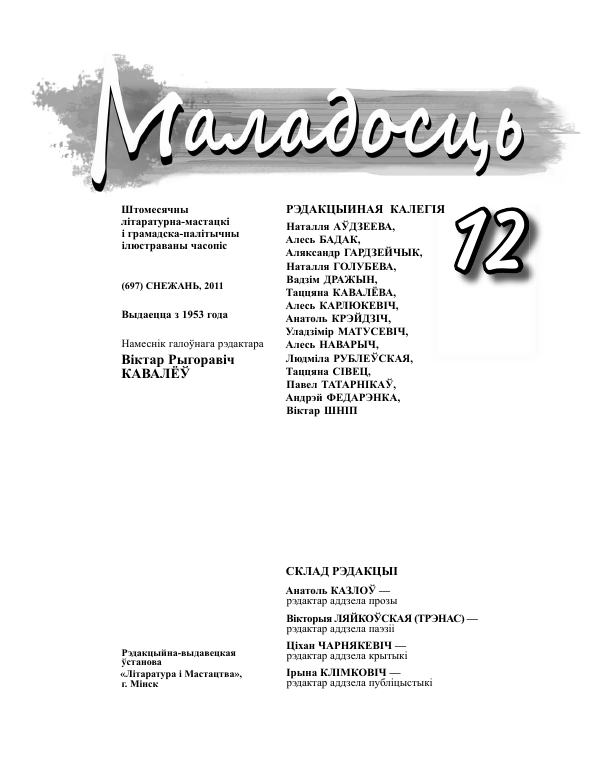 Маладосць
12
Штомесячны
літаратурна-мастацкі
і грамадска-палітычны
ілюстраваны часопіс
(697) СНЕЖАНЬ, 2011
Выдаецца з 1953 года
Намеснік галоўнага рэдактара
Віктар Рыгоравіч
КАВАЛЁЎ
РЭДАКЦЫЙНАЯ КАЛЕГІЯ
Наталля АЎДЗЕЕВА,
Алесь БАДАК,
Аляксандр ГАРДЗЕЙЧЫК,
Наталля ГОЛУБЕВА,
Вадзім ДРАЖЫН,
Таццяна КАВАЛЁВА,
Алесь КАРЛЮКЕВІЧ,
Анатоль КРЭЙДЗІЧ,
Уладзімір МАТУСЕВІЧ,
Алесь НАВАРЫЧ,
Людміла РУБЛЕЎСКАЯ,
Таццяна СІВЕЦ,
Павел ТАТАРНІКАЎ,
Андрэй ФЕДАРЭНКА,
Віктар ШНІП
СКЛАД РЭДАКЦЫІ
Анатоль КАЗЛОЎ —
рэдактар аддзела прозы
Вікторыя ЛЯЙКОЎСКАЯ (ТРЭНАС) —
рэдактар аддзела паэзіі
Ціхан ЧАРНЯКЕВІЧ —
рэдактар аддзела крытыкі
Ірына КЛІМКОВІЧ —
рэдактар аддзела публіцыстыкі
Рэдакцыйна-выдавецкая
ўстанова
«Літаратура і Мастацтва»,
г. Мінск